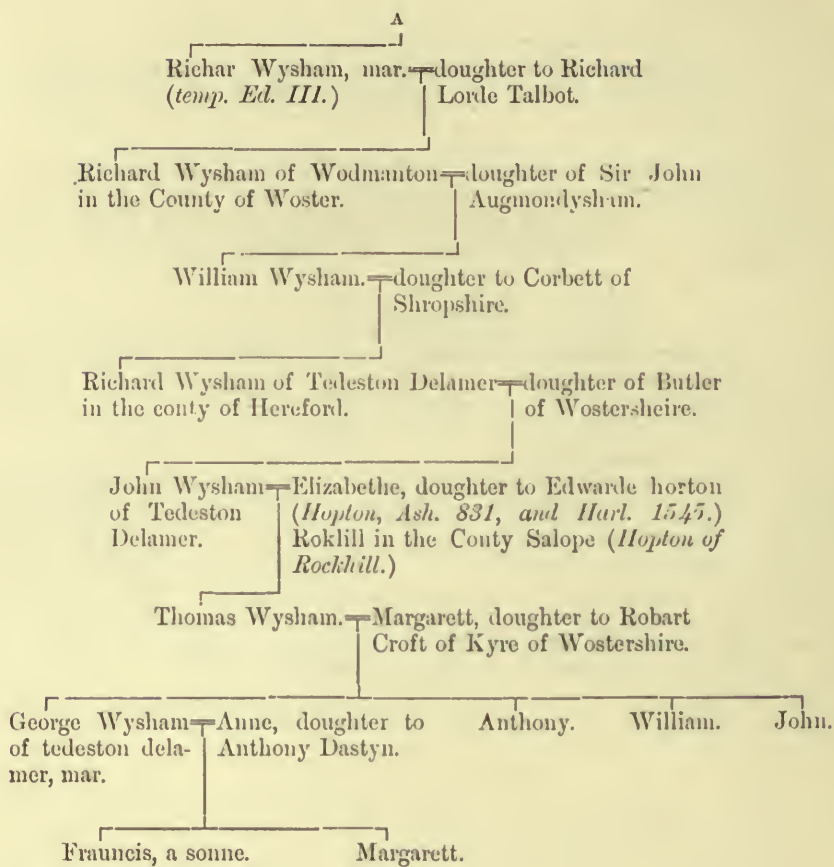 A
Richar Wysham, mar.
doughter to Richard
(temp. Ed. III.)
Lorde Talbot.
Richard Wysham of Wodmanton
doughter of Sir John
in the County of Woster.
Augmondysham.
William Wysham.
doughter to Corbett of
Shropshire.
Richard Wysham of Tedeston Delamer
doughter of Butler
in the conty of Hereford.
of Wostersheire.
John Wysham
Elizabethe, doughter to Edwarde horton
of Tedeston
(Hopton, Ash. 831, and Harl. 1545.)
Delamer.
Roklill in the Conty Salope (Hopton of
Rockhill.)
Thomas Wysham.
Margarett, doughter to Robart
Croft of Kyre of Wostershire.
George Wysham
Anne, doughter to
Anthony.
William.
John.
of tedeston dela-
Anthony Dastyn.
mer, mar.
Frauncis, a sonne.
Margarett.